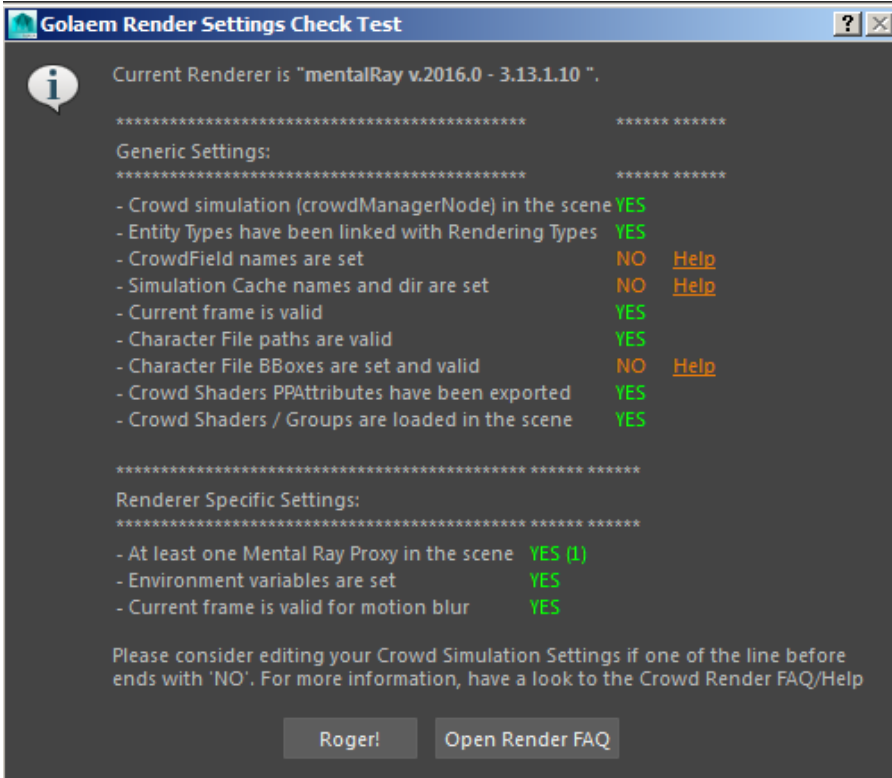 Golaem Render Settings Check Test
? X
Current Renderer is "mentalRay v.2016.0 - 3.13.1.10 ".
********************************************** ****** ******
Generic Settings:
********************************************** ****** ******
- Crowd simulation (crowdManagerNode) in the scene YES
- Entity Types have been linked with Rendering Types YES
- CrowdField names are set NO Help
- Simulation Cache names and dir are set NO Help
- Current frame is valid YES
- Character File paths are valid YES
- Character File BBoxes are set and valid NO Help
- Crowd Shaders PPAttributes have been exported YES
- Crowd Shaders / Groups are loaded in the scene YES
********************************************** ****** ******
Renderer Specific Settings:
********************************************** ****** ******
- At least one Mental Ray Proxy in the scene YES (1)
- Environment variables are set YES
- Current frame is valid for motion blur YES
Please consider editing your Crowd Simulation Settings if one of the line before
ends with 'NO'. For more information, have a look to the Crowd Render FAQ/Help
Roger! Open Render FAQ